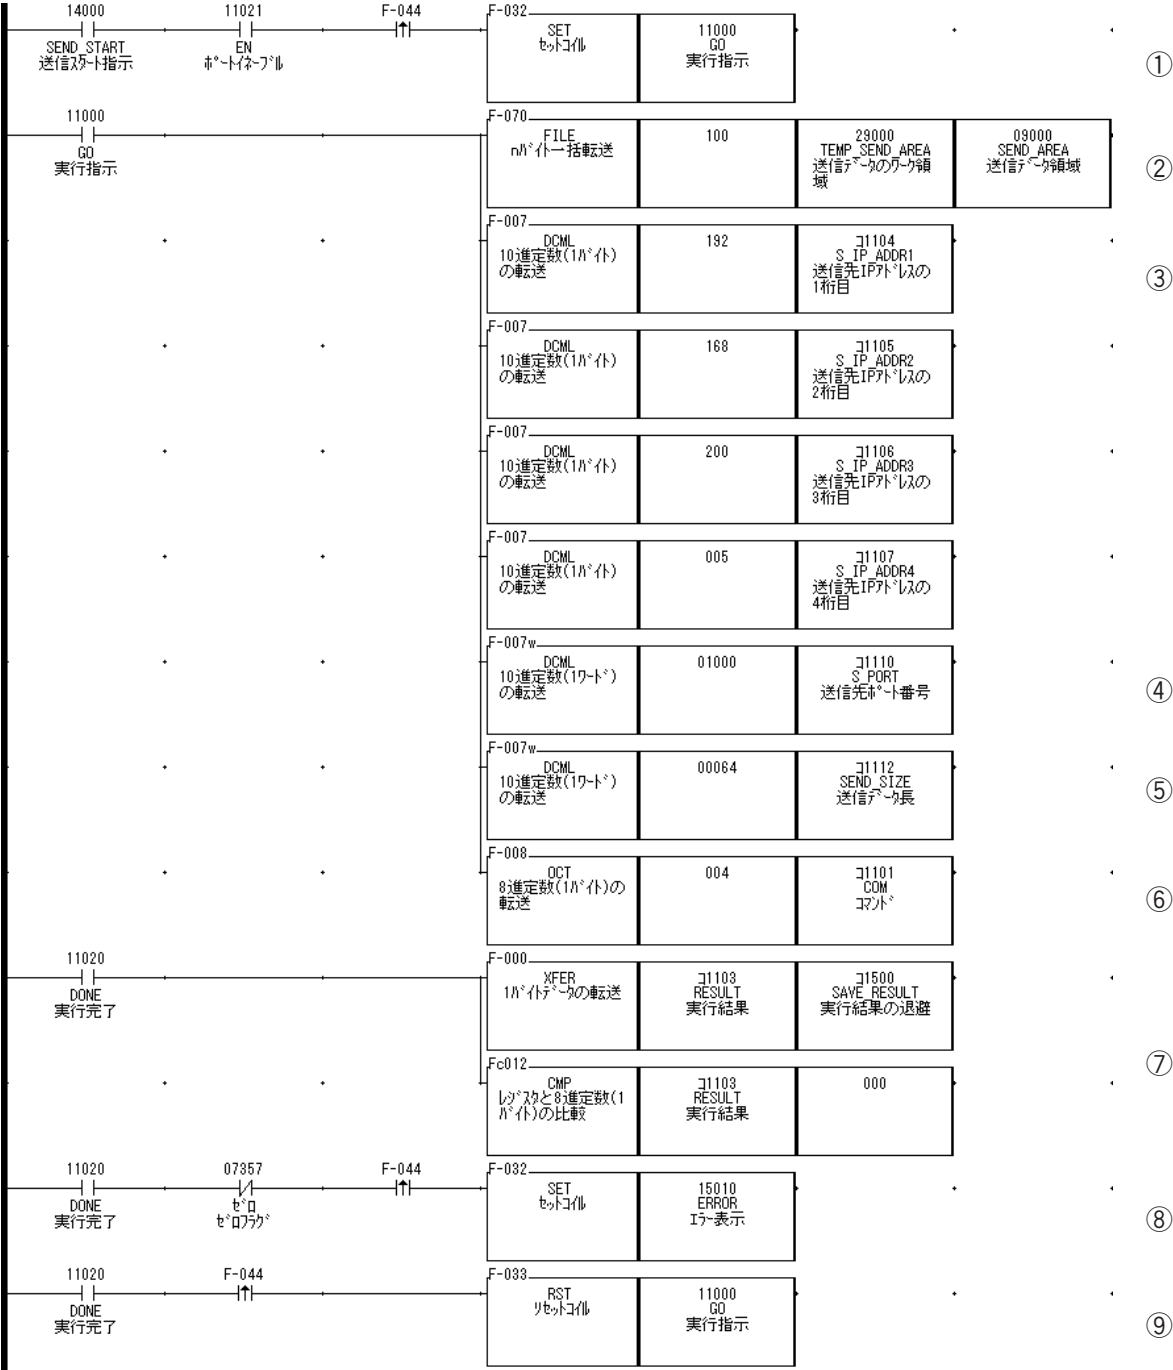 14000 11021 F-044 F-032
SEND_START EN SET 11000
送信スタート指示 ポートイネーブル セットコイル GO
実行指示
①
11000 F-070
GO FILE 100 29000 09000
実行指示 nバイト一括転送 TEMP_SEND_AREA SEND_AREA
送信データのワーク領 送信データ領域
域
②
F-007
DCML 192 コ1104
10進定数(1バイト) S_IP_ADDR1
の転送 送信先IPアドレスの
1桁目
③
F-007
DCML 168 コ1105
10進定数(1バイト) S_IP_ADDR2
の転送 送信先IPアドレスの
2桁目
F-007
DCML 200 コ1106
10進定数(1バイト) S_IP_ADDR3
の転送 送信先IPアドレスの
3桁目
F-007
DCML 005 コ1107
10進定数(1バイト) S_IP_ADDR4
の転送 送信先IPアドレスの
4桁目
F-007w
DCML 01000 コ1110
10進定数(1ワード) S_PORT
の転送 送信先ポート番号
④
F-007w
DCML 00064 コ1112
10進定数(1ワード) SEND_SIZE
の転送 送信データ長
⑤
F-008
OCT 004 コ1101
8進定数(1バイト)の COM
転送 コマンド
⑥
11020 F-000
DONE XFER コ1103 コ1500
実行完了 1バイトデータの転送 RESULT SAVE_RESULT
実行結果 実行結果の退避
⑦
Fc012
CMP コ1103 000
レジスタと8進定数(1 RESULT
バイト)の比較 実行結果
11020 07357 F-044 F-032
DONE ゼロ SET 15010
実行完了 ゼロフラグ セットコイル ERROR
エラー表示
⑧
11020 F-044 F-033
DONE RST 11000
実行完了 リセットコイル GO
実行指示
⑨